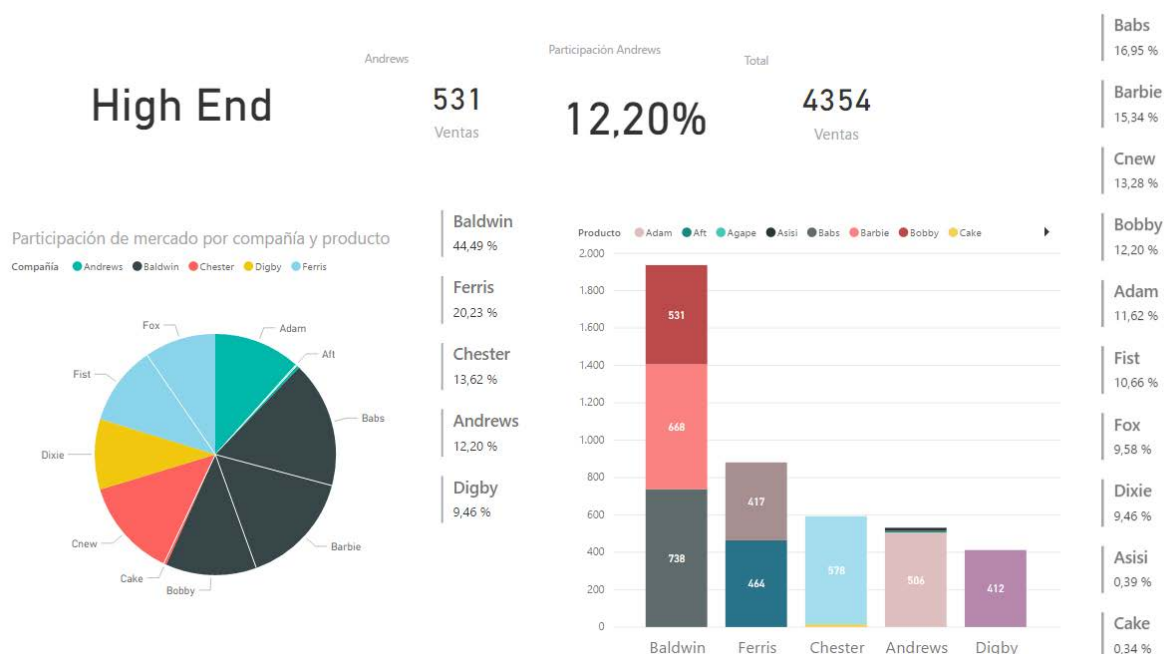 High End
Andrews
531
Ventas
Participación Andrews
12,20%
Total
4354
Ventas
Participación de mercado por compañía y producto
Compañía Andrews Baldwin Chester Digby Ferris
Fox
Adam
Aft
Fist
Babs
Dixie
Cnew
Barbie
Cake
Bobby
Baldwin
44,49 %
Ferris
20,23 %
Chester
13,62 %
Andrews
12,20 %
Digby
9,46 %
Producto Adam Aft Agape Asisi Babs Barbie Bobby Cake
2.000
1.800
1.600
1.400
1.200
1.000
800
600
400
200
0
531
668
738
417
464
578
506
412
Baldwin Ferris Chester Andrews Digby
Babs
16,95 %
Barbie
15,34 %
Cnew
13,28 %
Bobby
12,20 %
Adam
11,62 %
Fist
10,66 %
Fox
9,58 %
Dixie
9,46 %
Asisi
0,39 %
Cake
0,34 %